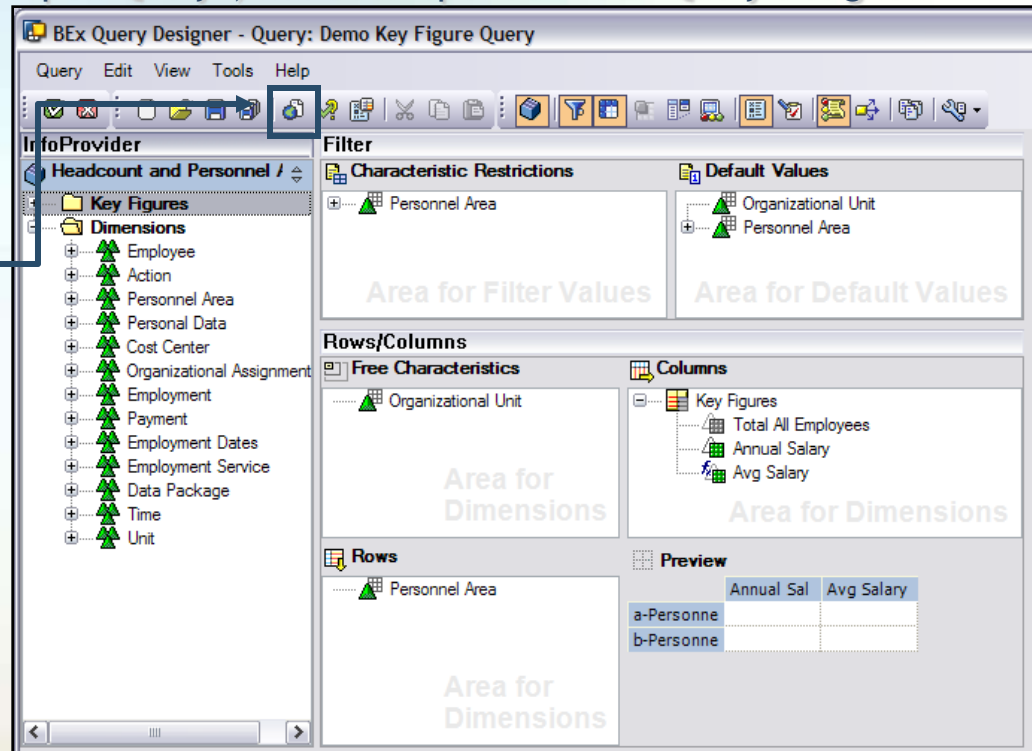 BEx Query Designer - Query: Demo Key Figure Query
Query Edit View Tools Help
InfoProvider
Headcount and Personnel
Key Figures
Dimensions
Employee
Action
Personnel Area
Personal Data
Cost Center
Organizational Assignment
Employment
Payment
Employment Dates
Employment Service
Data Package
Time
Unit
Filter
Characteristic Restrictions
Personnel Area
Area for Filter Values
Default Values
Organizational Unit
Personnel Area
Area for Default Values
Rows/Columns
Free Characteristics
Organizational Unit
Area for
Dimensions
Columns
Key Figures
Total All Employees
Annual Salary
Avg Salary
Area for Dimensions
Rows
Personnel Area
Area for
Dimensions
Preview
Annual Sal Avg Salary
a-Personne
b-Personne